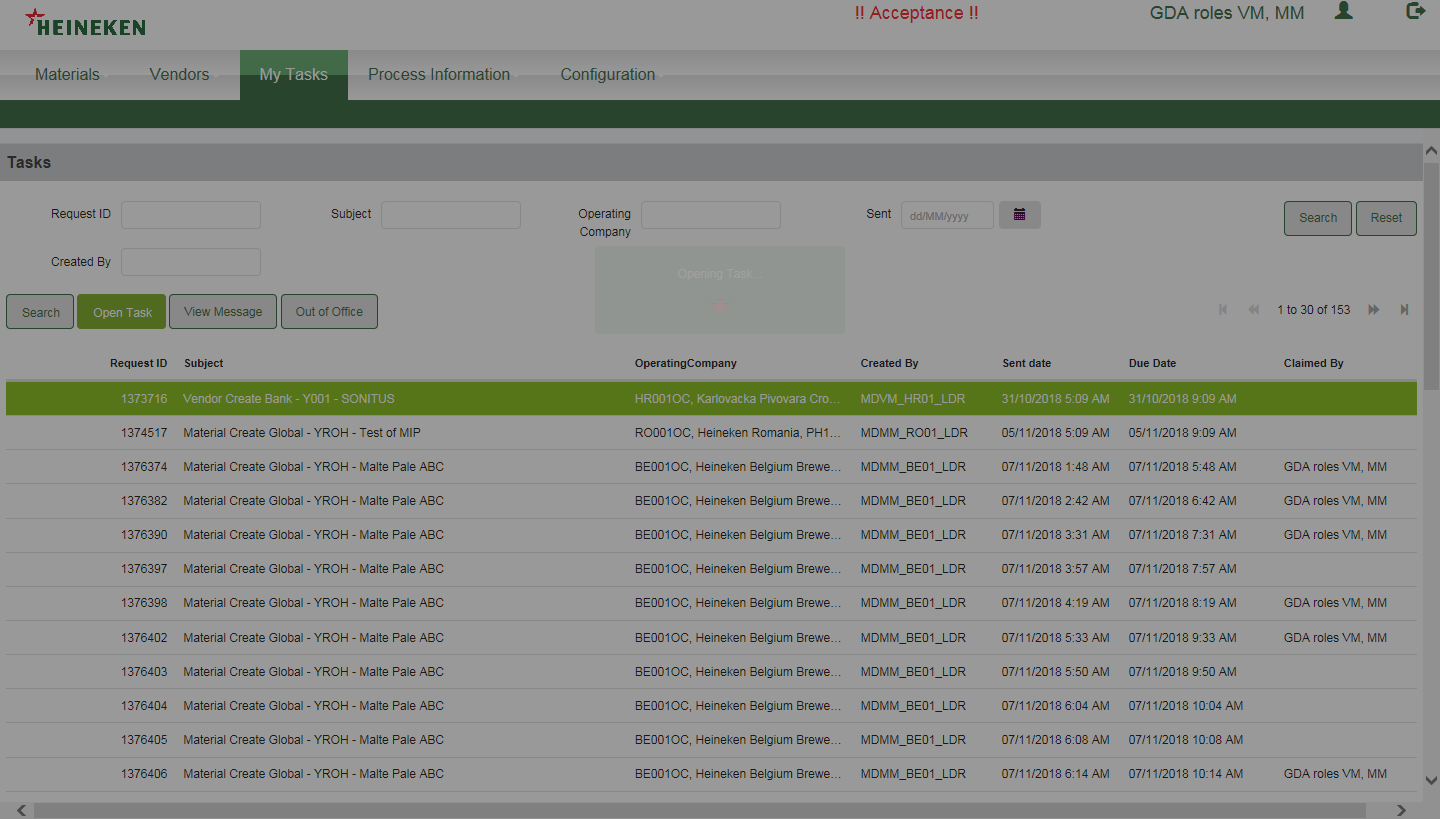 HEINEKEN
!! Acceptance !!
GDA roles VM, MM
Materials Vendors My Tasks Process Information Configuration
Tasks
Request ID Subject Operating Company Sent dd/MM/yyyy Search Reset
Created By
Opening Task..
Search Open Task View Message Out of Office 1 to 30 of 153
Request ID Subject OperatingCompany Created By Sent date Due Date Claimed By
1373716 Vendor Create Bank - Y001 - SONITUS HR001OC, Karlovacka Pivovara Cro... MDVM_HR01_LDR 31/10/2018 5:09 AM 31/10/2018 9:09 AM
1374517 Material Create Global - YROH - Test of MIP RO001OC, Heineken Romania, PH1... MDMM_RO01_LDR 05/11/2018 5:09 AM 05/11/2018 9:09 AM
1376374 Material Create Global - YROH - Malte Pale ABC BE001OC, Heineken Belgium Brewe... MDMM_BE01_LDR 07/11/2018 1:48 AM 07/11/2018 5:48 AM GDA roles VM, MM
1376382 Material Create Global - YROH - Malte Pale ABC BE001OC, Heineken Belgium Brewe... MDMM_BE01_LDR 07/11/2018 2:42 AM 07/11/2018 6:42 AM GDA roles VM, MM
1376390 Material Create Global - YROH - Malte Pale ABC BE001OC, Heineken Belgium Brewe... MDMM_BE01_LDR 07/11/2018 3:31 AM 07/11/2018 7:31 AM GDA roles VM, MM
1376397 Material Create Global - YROH - Malte Pale ABC BE001OC, Heineken Belgium Brewe... MDMM_BE01_LDR 07/11/2018 3:57 AM 07/11/2018 7:57 AM
1376398 Material Create Global - YROH - Malte Pale ABC BE001OC, Heineken Belgium Brewe... MDMM_BE01_LDR 07/11/2018 4:19 AM 07/11/2018 8:19 AM GDA roles VM, MM
1376402 Material Create Global - YROH - Malte Pale ABC BE001OC, Heineken Belgium Brewe... MDMM_BE01_LDR 07/11/2018 5:33 AM 07/11/2018 9:33 AM GDA roles VM, MM
1376403 Material Create Global - YROH - Malte Pale ABC BE001OC, Heineken Belgium Brewe... MDMM_BE01_LDR 07/11/2018 5:50 AM 07/11/2018 9:50 AM
1376404 Material Create Global - YROH - Malte Pale ABC BE001OC, Heineken Belgium Brewe... MDMM_BE01_LDR 07/11/2018 6:04 AM 07/11/2018 10:04 AM
1376405 Material Create Global - YROH - Malte Pale ABC BE001OC, Heineken Belgium Brewe... MDMM_BE01_LDR 07/11/2018 6:08 AM 07/11/2018 10:08 AM
1376406 Material Create Global - YROH - Malte Pale ABC BE001OC, Heineken Belgium Brewe... MDMM_BE01_LDR 07/11/2018 6:14 AM 07/11/2018 10:14 AM GDA roles VM, MM